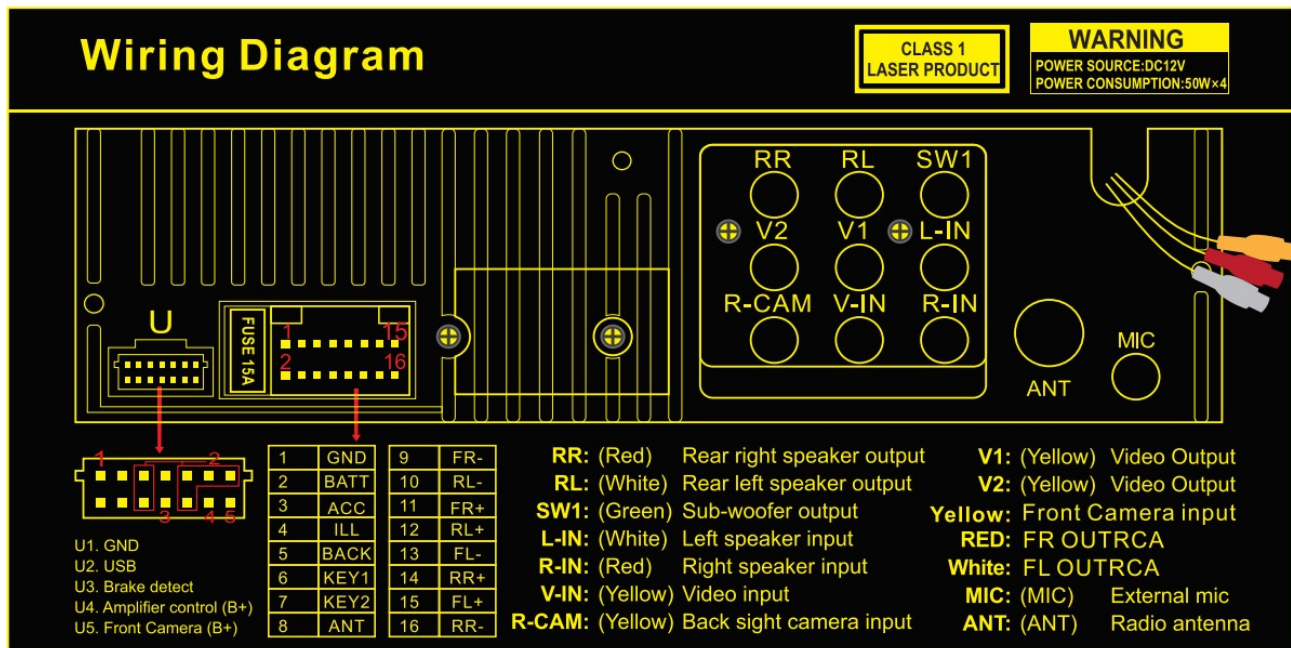 Wiring Diagram
CLASS 1
LASER PRODUCT
WARNING
POWER SOURCE:DC12V
POWER CONSUMPTION:50W×4
RR RL SW1
V2 V1 L-IN
R-CAM V-IN R-IN
U
FUSE 15A
1 15
2 16
MIC
ANT
1 2
3 4 5
U1. GND
U2. USB
U3. Brake detect
U4. Amplifier control (B+)
U5. Front Camera (B+)
1 GND 9 FR-
2 BATT 10 RL-
3 ACC 11 FR+
4 ILL 12 RL+
5 BACK 13 FL-
6 KEY1 14 RR+
7 KEY2 15 FL+
8 ANT 16 RR-
RR: (Red) Rear right speaker output
RL: (White) Rear left speaker output
SW1: (Green) Sub-woofer output
L-IN: (White) Left speaker input
R-IN: (Red) Right speaker input
V-IN: (Yellow) Video input
R-CAM: (Yellow) Back sight camera input
V1: (Yellow) Video Output
V2: (Yellow) Video Output
Yellow: Front Camera input
RED: FR OUTRCA
White: FL OUTRCA
MIC: (MIC) External mic
ANT: (ANT) Radio antenna